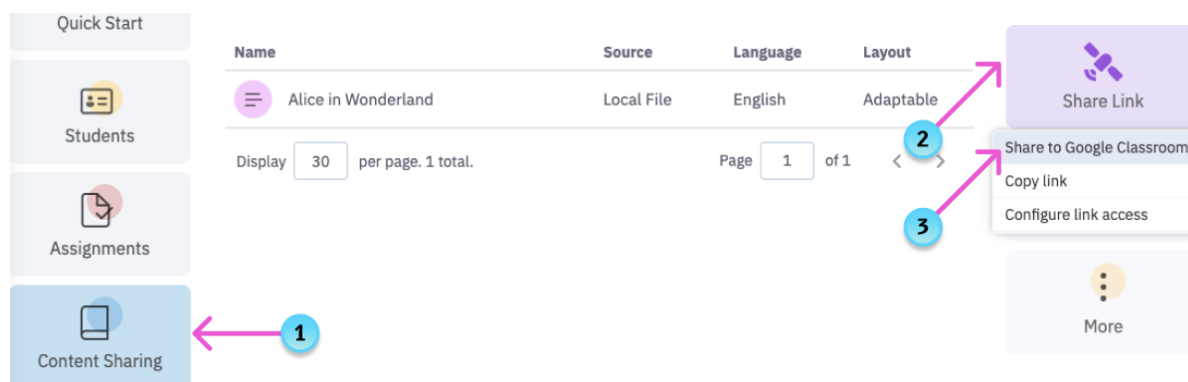 Quick Start
Students
Assignments
Content Sharing
1
Name Source Language Layout
Alice in Wonderland Local File English Adaptable
Display 30 per page. 1 total. Page 1 of 1 < >
2
3
Share Link
Share to Google Classroom
Copy link
Configure link access
More